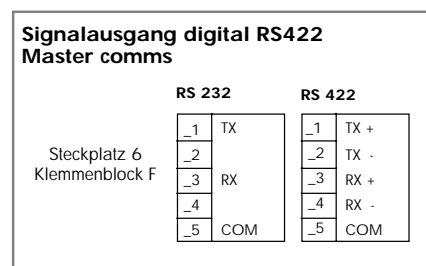 Signalausgang digital RS422
Master comms
RS 232
RS 422
Steckplatz 6
Klemmenblock F
_1 TX
_2
_3 RX
_4
_5 COM
_1 TX +
_2 TX -
_3 RX +
_4 RX -
_5 COM